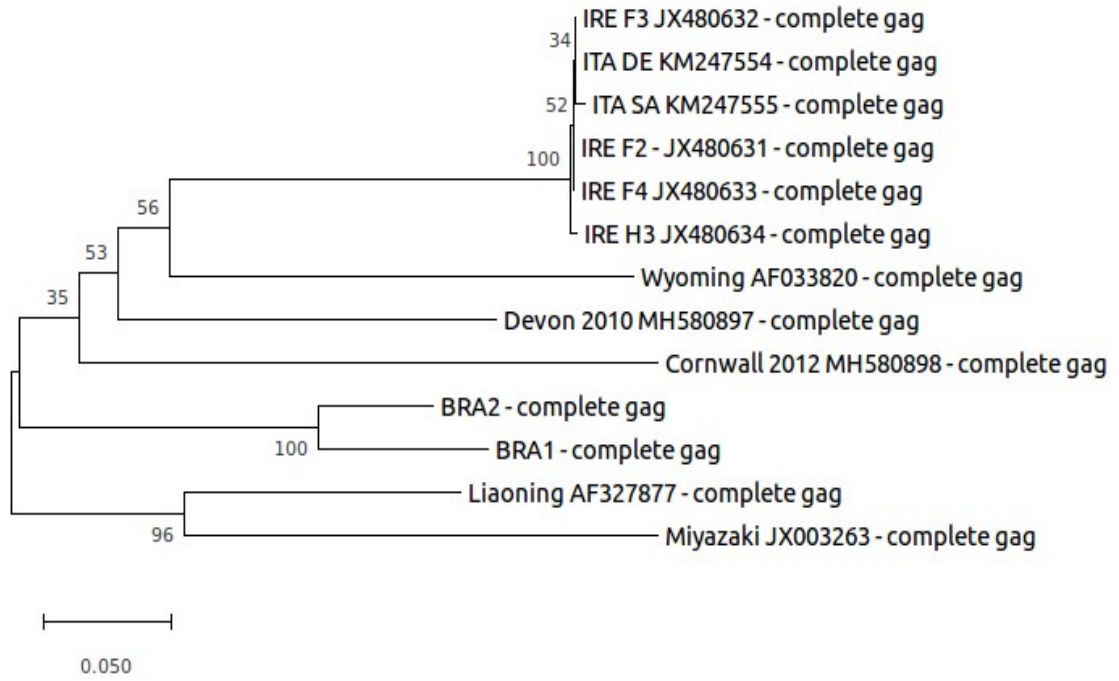 IRE F3 JX480632 - complete gag
34
ITA DE KM247554 - complete gag
52
ITA SA KM247555 - complete gag
IRE F2 - JX480631 - complete gag
100
IRE F4 JX480633 - complete gag
56
IRE H3 JX480634 - complete gag
53
Wyoming AF033820 - complete gag
35
Devon 2010 MH580897 - complete gag
Cornwall 2012 MH580898 - complete gag
BRA2 - complete gag
100
BRA1 - complete gag
Liaoning AF327877 - complete gag
96
Miyazaki JX003263 - complete gag
0.050